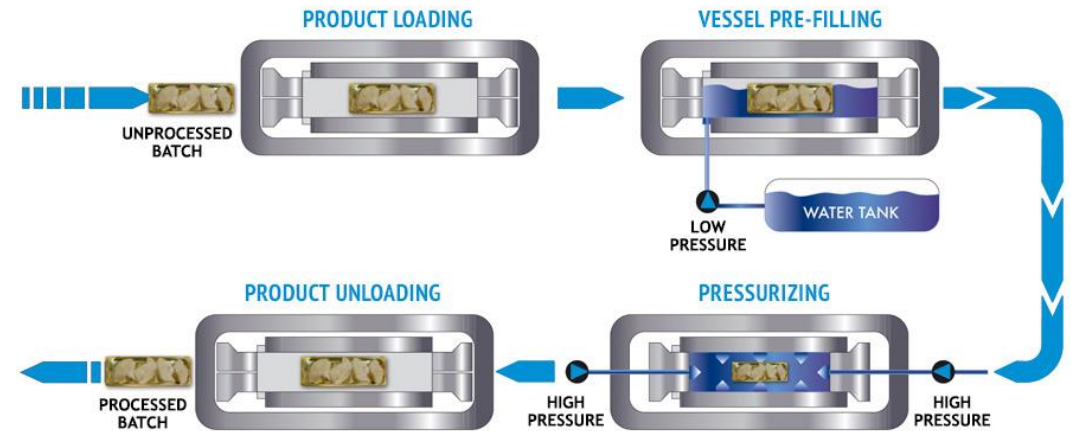 PRODUCT LOADING
VESSEL PRE-FILLING
UNPROCESSED
BATCH
WATER TANK
LOW
PRESSURE
PRODUCT UNLOADING
PRESSURIZING
PROCESSED
BATCH
HIGH
PRESSURE
HIGH
PRESSURE